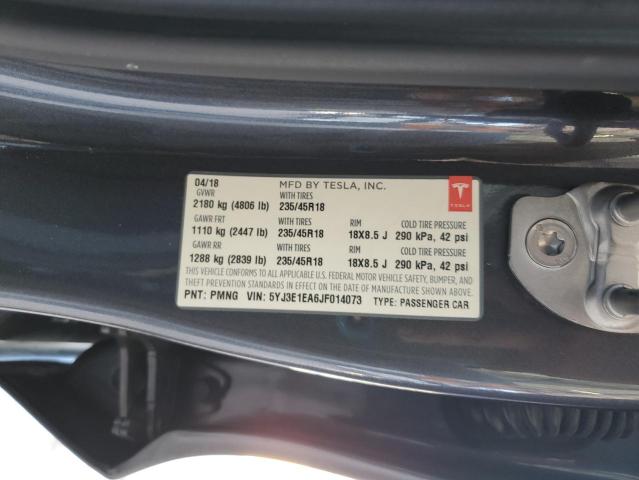 04/18 MFD BY TESLA, INC.
GVWR WITH TIRES
2180 kg (4806 lb) 235/45R18
GAWR FRT WITH TIRES RIM COLD TIRE PRESSURE
1110 kg (2447 lb) 235/45R18 18X8.5 J 290 kPa, 42 psi
GAWR RR WITH TIRES RIM COLD TIRE PRESSURE
1288 kg (2839 lb) 235/45R18 18X8.5 J 290 kPa, 42 psi
THIS VEHICLE CONFORMS TO ALL APPLICABLE U.S. FEDERAL MOTOR VEHICLE SAFETY, BUMPER, AND
THEFT PREVENTION STANDARDS IN EFFECT ON THE DATE OF MANUFACTURE SHOWN ABOVE.
PNT: PMNG VIN: 5YJ3E1EA6JF014073 TYPE: PASSENGER CAR
TESLA